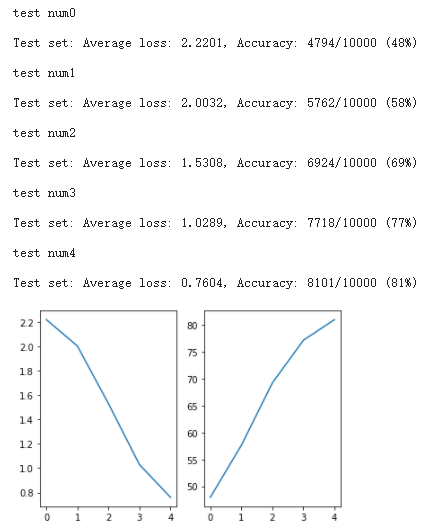 test num0
Test set: Average loss: 2.2201, Accuracy: 4794/10000 (48%)
test num1
Test set: Average loss: 2.0032, Accuracy: 5762/10000 (58%)
test num2
Test set: Average loss: 1.5308, Accuracy: 6924/10000 (69%)
test num3
Test set: Average loss: 1.0289, Accuracy: 7718/10000 (77%)
test num4
Test set: Average loss: 0.7604, Accuracy: 8101/10000 (81%)
2.2
2.0
1.8
1.6
1.4
1.2
1.0
0.8
0 1 2 3 4
80
75
70
65
60
55
50
0 1 2 3 4